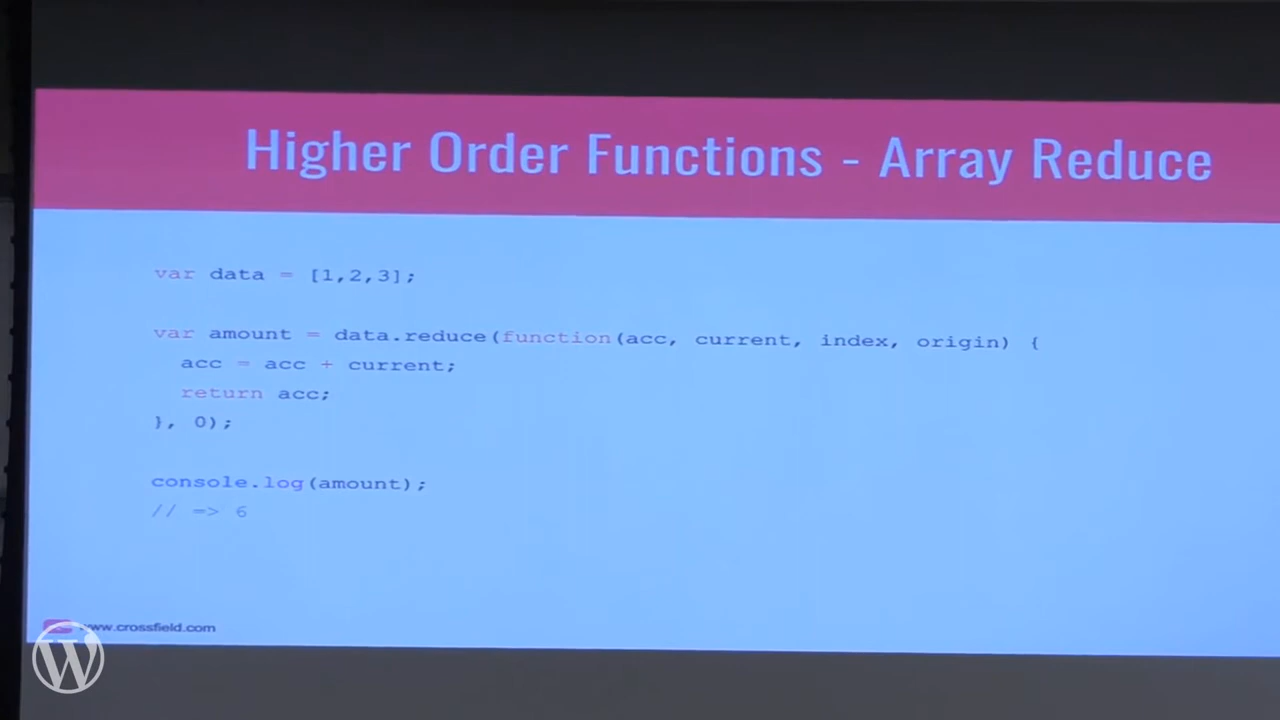 Higher Order Functions - Array Reduce
var data = [1,2,3];
var amount = data.reduce(function(acc, current, index, origin) {
  acc = acc + current;
  return acc;
}, 0);
console.log(amount);
// => 6
www.crossfield.com